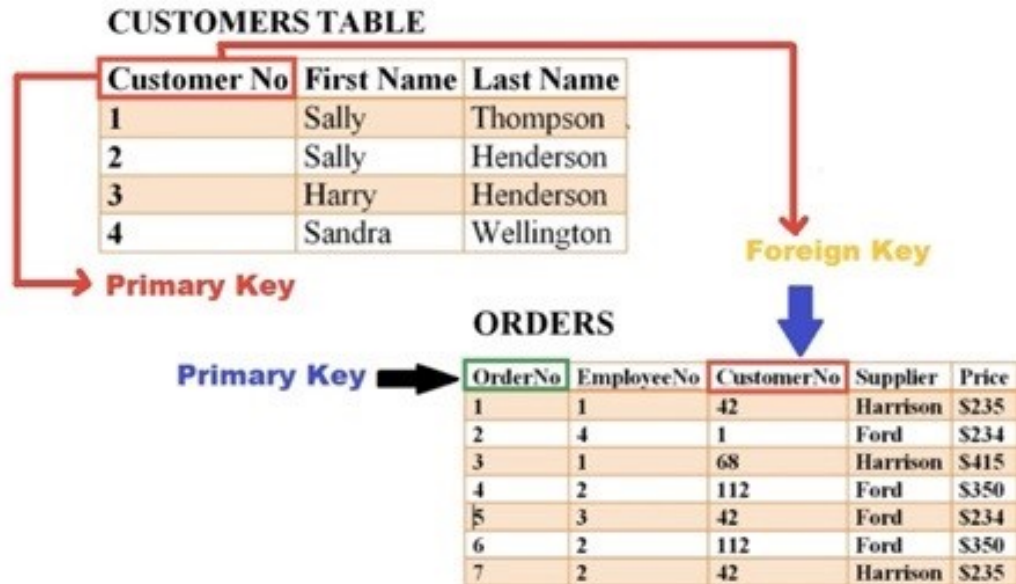 CUSTOMERS TABLE
Customer No First Name Last Name
1 Sally Thompson
2 Sally Henderson
3 Harry Henderson
4 Sandra Wellington
Primary Key
Foreign Key
ORDERS
Primary Key
OrderNo EmployeeNo CustomerNo Supplier Price
1 1 42 Harrison $235
2 4 1 Ford $234
3 1 68 Harrison $415
4 2 112 Ford $350
5 3 42 Ford $234
6 2 112 Ford $350
7 2 42 Harrison $235